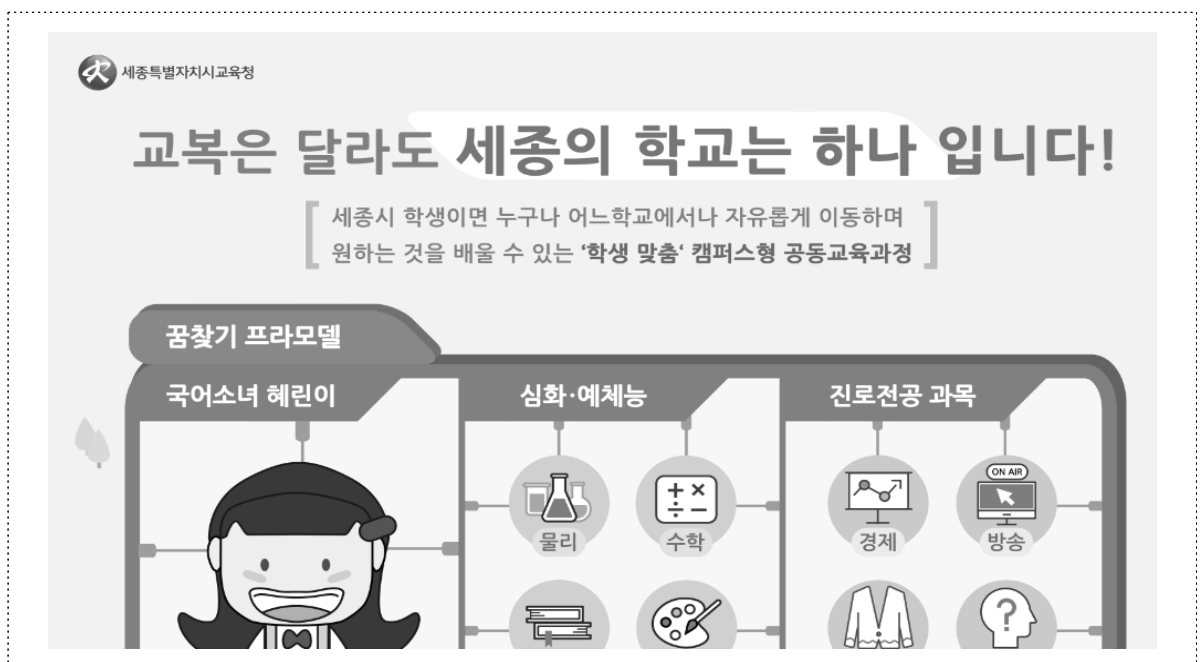 세종특별자치시교육청
교복은 달라도 세종의 학교는 하나 입니다!
세종시 학생이면 누구나 어느학교에서나 자유롭게 이동하며
원하는 것을 배울 수 있는 ‘학생 맞춤‘ 캠퍼스형 공동교육과정
꿈찾기 프라모델
국어소녀 혜린이
심화·예체능
진로전공 과목
ON AIR
물리
수학
경제
방송